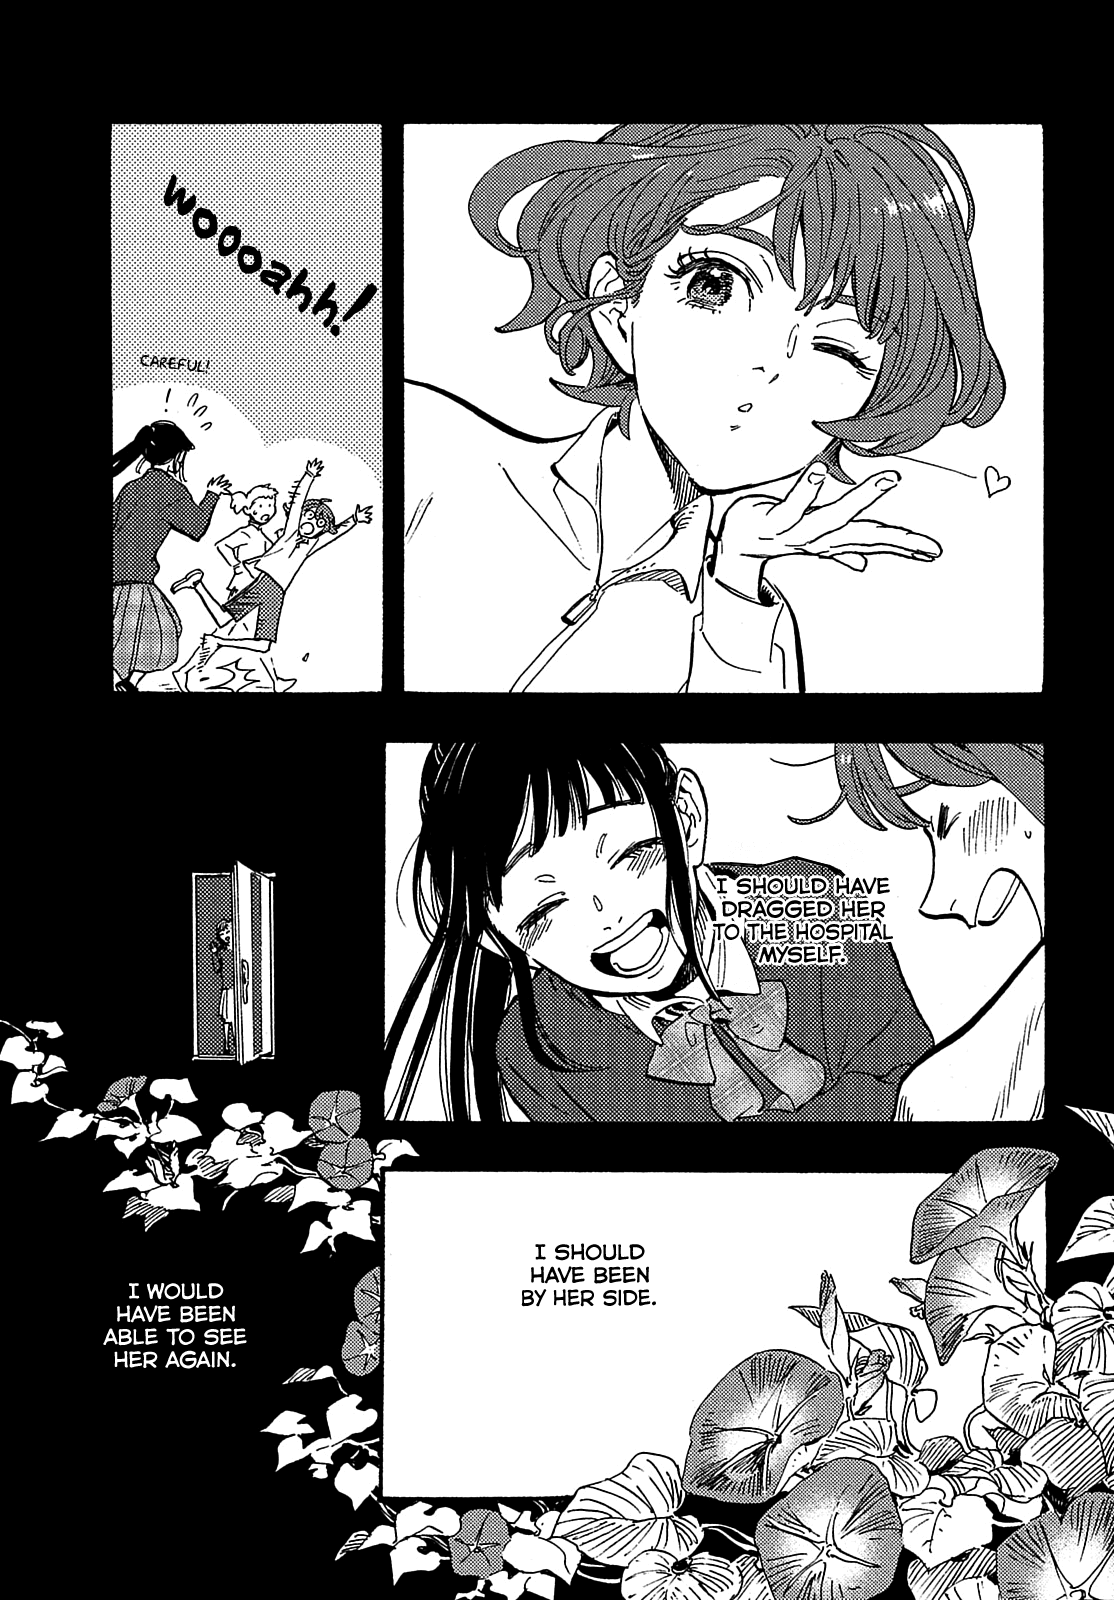 WOOOAHH!
CAREFUL!
!
I SHOULD HAVE
DRAGGED HER
TO THE HOSPITAL
MYSELF.
I SHOULD
HAVE BEEN
BY HER SIDE.
I WOULD
HAVE BEEN
ABLE TO SEE
HER AGAIN.